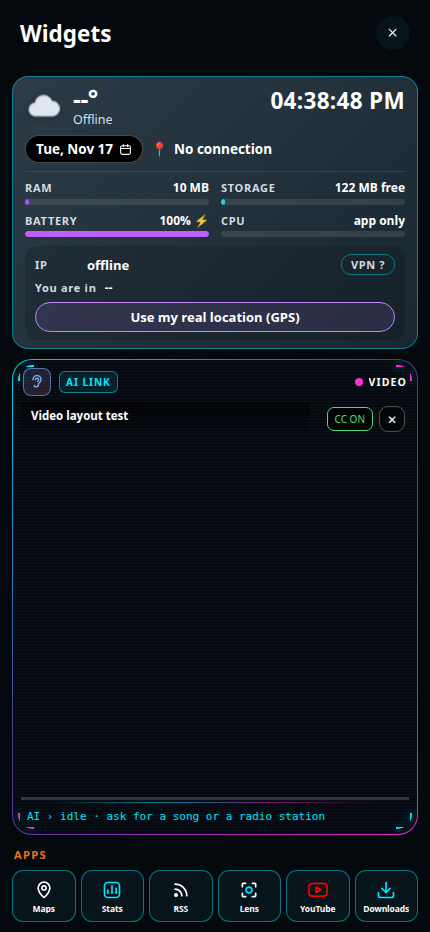 Widgets
--°
Offline
04:38:48 PM
Tue, Nov 17
No connection
RAM 10 MB
STORAGE 122 MB free
BATTERY 100%
CPU app only
IP offline
VPN ?
You are in --
Use my real location (GPS)
AI LINK
VIDEO
Video layout test
CC ON
AI › idle · ask for a song or a radio station
APPS
Maps
Stats
RSS
Lens
YouTube
Downloads